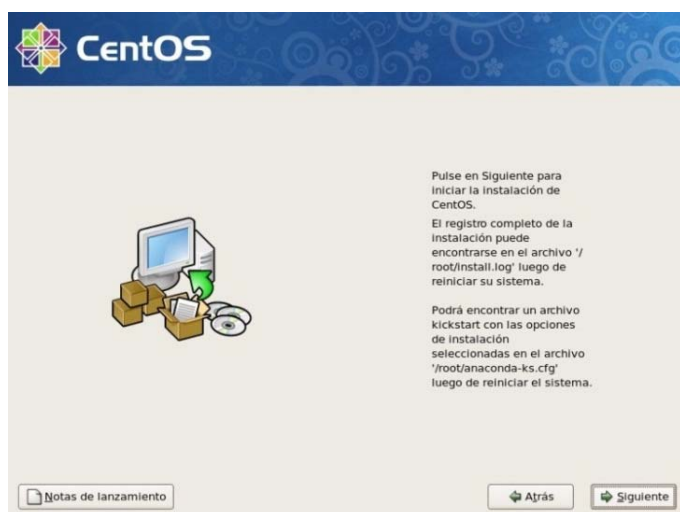 CentOS
Pulse en Siguiente para
iniciar la instalación de
CentOS.
El registro completo de la
instalación puede
encontrarse en el archivo '/
root/install.log' luego de
reiniciar su sistema.
Podrá encontrar un archivo
kickstart con las opciones
de instalación
seleccionadas en el archivo
'/root/anaconda-ks.cfg'
luego de reiniciar el sistema.
Notas de lanzamiento
Atrás
Siguiente